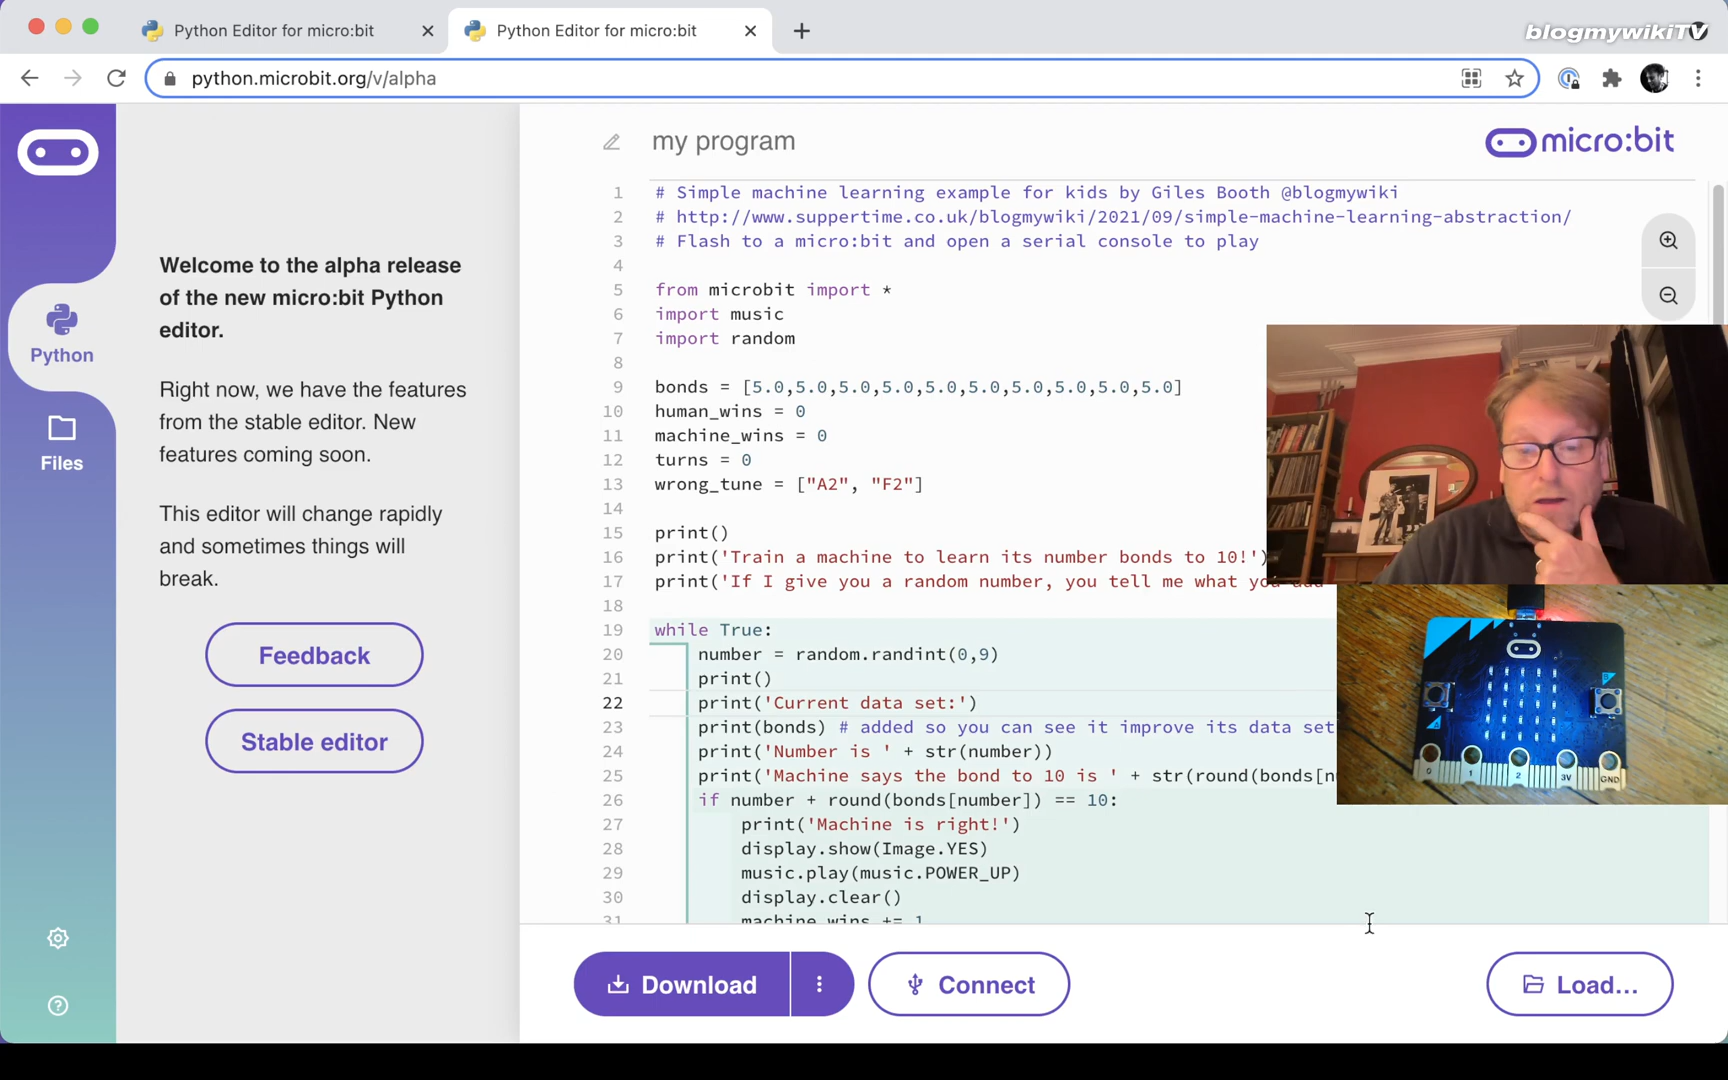 Python Editor for micro:bit
Python Editor for micro:bit
blogmywikiTV
python.microbit.org/v/alpha
Python
Files
Welcome to the alpha release
of the new micro:bit Python
editor.
Right now, we have the features
from the stable editor. New
features coming soon.
This editor will change rapidly
and sometimes things will
break.
Feedback
Stable editor
my program
micro:bit
1 # Simple machine learning example for kids by Giles Booth @blogmywiki
2 # http://www.suppertime.co.uk/blogmywiki/2021/09/simple-machine-learning-abstraction/
3 # Flash to a micro:bit and open a serial console to play
4
5 from microbit import *
6 import music
7 import random
8
9 bonds = [5.0,5.0,5.0,5.0,5.0,5.0,5.0,5.0,5.0,5.0]
10 human_wins = 0
11 machine_wins = 0
12 turns = 0
13 wrong_tune = ["A2", "F2"]
14
15 print()
16 print('Train a machine to learn its number bonds to 10!')
17 print('If I give you a random number, you tell me what you add
18
19 while True:
20 number = random.randint(0,9)
21 print()
22 print('Current data set:')
23 print(bonds) # added so you can see it improve its data set
24 print('Number is ' + str(number))
25 print('Machine says the bond to 10 is ' + str(round(bonds[n
26 if number + round(bonds[number]) == 10:
27 print('Machine is right!')
28 display.show(Image.YES)
29 music.play(music.POWER_UP)
30 display.clear()
31 machine_wins += 1
A
B
0 1 2 3V GND
Download
Connect
Load...